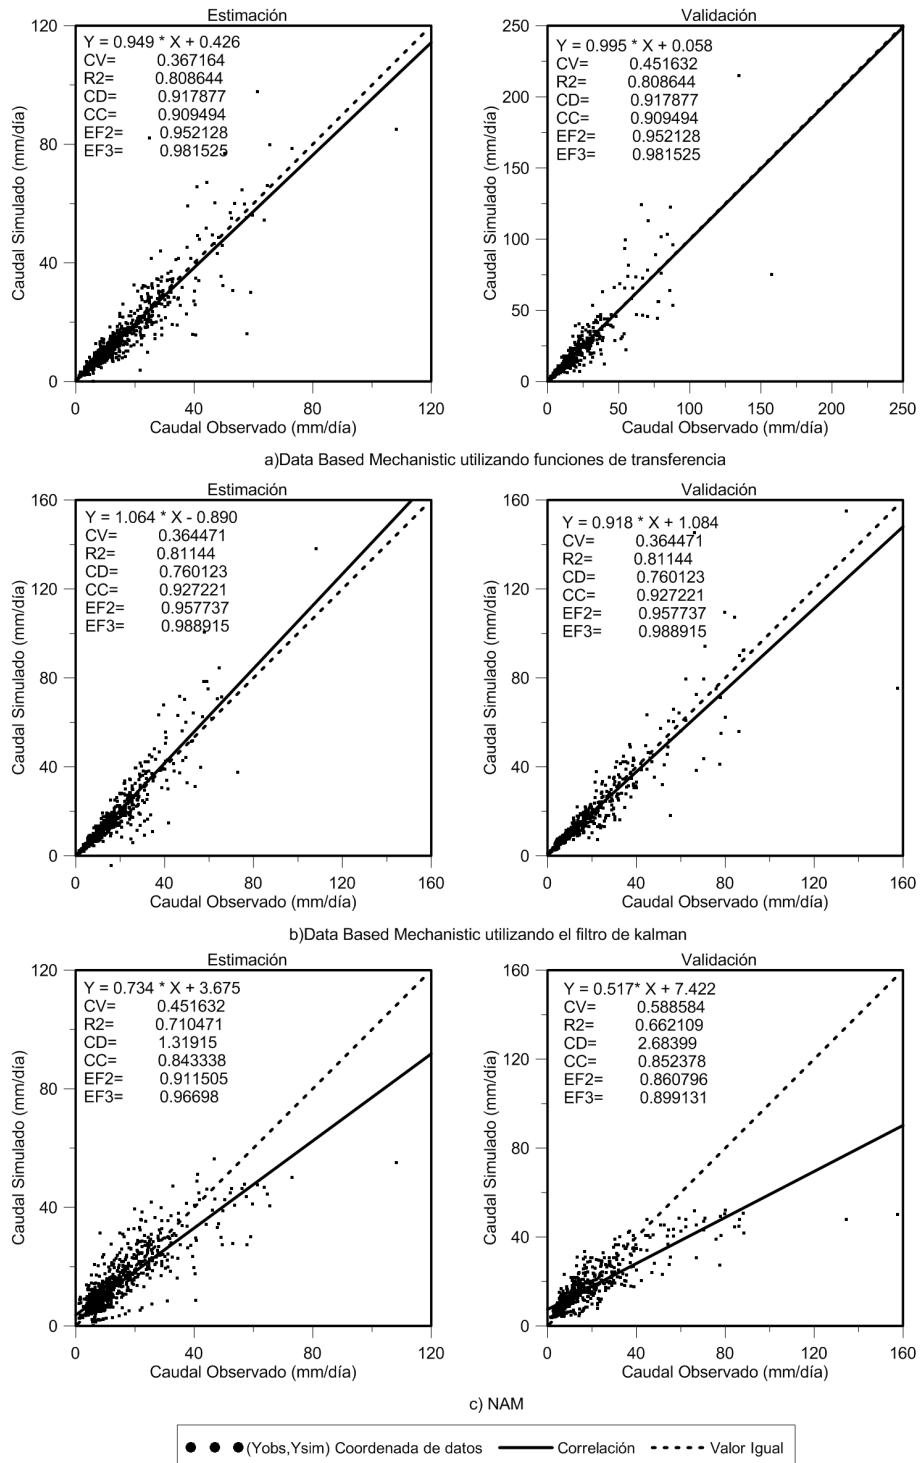 Estimación
120
80
40
0
0
40
80
120
Y = 0.949 * X + 0.426
CV= 0.367164
R2= 0.808644
CD= 0.917877
CC= 0.909494
EF2= 0.952128
EF3= 0.981525
Caudal Simulado (mm/día)
Caudal Observado (mm/día)
Validación
250
200
150
100
50
0
0
50
100
150
200
250
Y = 0.995 * X + 0.058
CV= 0.451632
R2= 0.808644
CD= 0.917877
CC= 0.909494
EF2= 0.952128
EF3= 0.981525
Caudal Simulado (mm/día)
Caudal Observado (mm/día)
a)Data Based Mechanistic utilizando funciones de transferencia
Estimación
160
120
80
40
0
0
40
80
120
160
Y = 1.064 * X - 0.890
CV= 0.364471
R2= 0.81144
CD= 0.760123
CC= 0.927221
EF2= 0.957737
EF3= 0.988915
Caudal Simulado (mm/día)
Caudal Observado (mm/día)
Validación
160
120
80
40
0
0
40
80
120
160
Y = 0.918 * X + 1.084
CV= 0.364471
R2= 0.81144
CD= 0.760123
CC= 0.927221
EF2= 0.957737
EF3= 0.988915
Caudal Simulado (mm/día)
Caudal Observado (mm/día)
b)Data Based Mechanistic utilizando el filtro de kalman
Estimación
120
80
40
0
0
40
80
120
Y = 0.734 * X + 3.675
CV= 0.451632
R2= 0.710471
CD= 1.31915
CC= 0.843338
EF2= 0.911505
EF3= 0.96698
Caudal Simulado (mm/día)
Caudal Observado (mm/día)
Validación
160
120
80
40
0
0
40
80
120
160
Y = 0.517* X + 7.422
CV= 0.588584
R2= 0.662109
CD= 2.68399
CC= 0.852378
EF2= 0.860796
EF3= 0.899131
Caudal Simulado (mm/día)
Caudal Observado (mm/día)
c) NAM
(Yobs,Ysim) Coordenada de datos
Correlación
Valor Igual